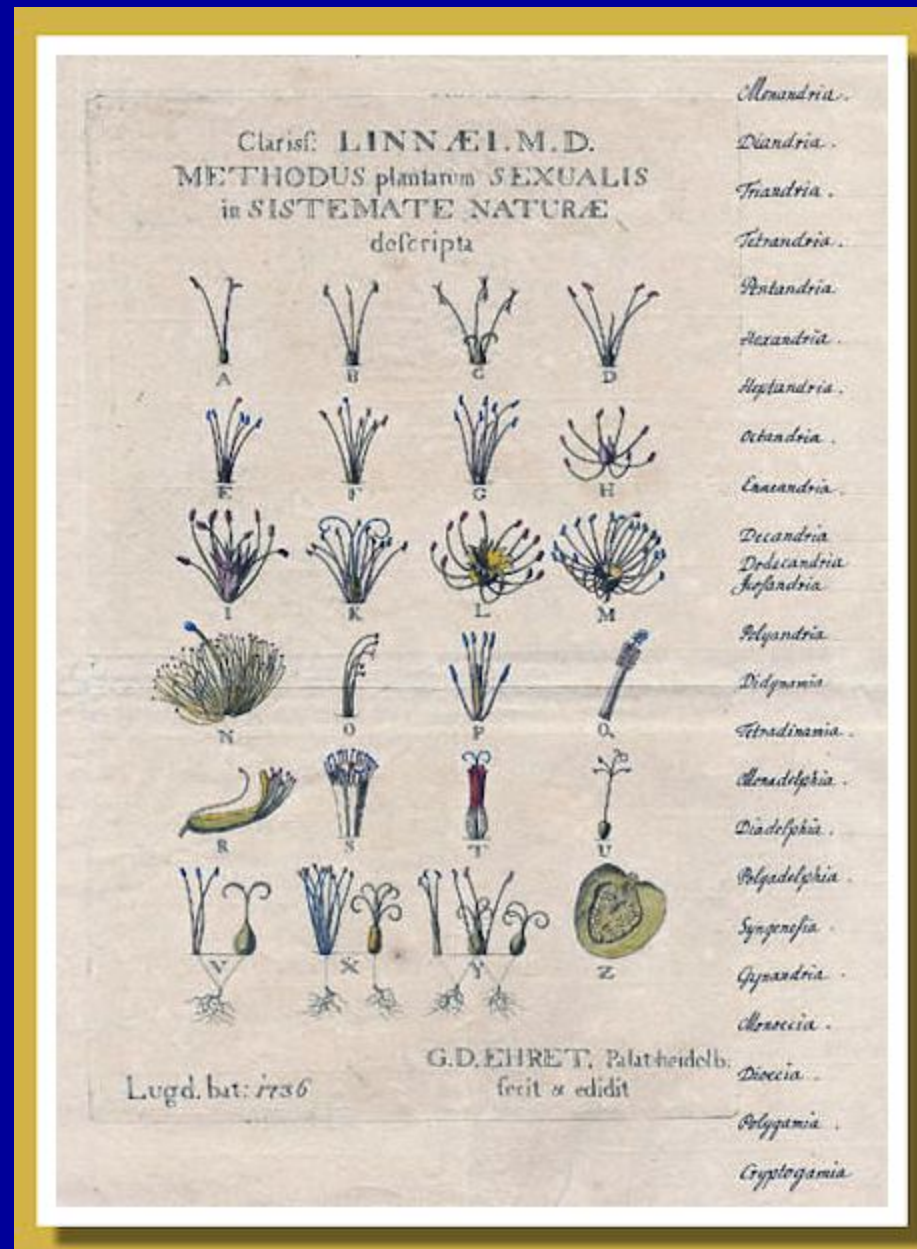 Clarisſ: LINNÆI. M. D.
METHODUS plantarum SEXUALIS
in SISTEMATE NATURÆ
deſcripta
A B C D
E F G H
I K L M
N O P Q
R S T U
V X Y Z
Lugd. bat: 1736
G.D. EHRET. Palat-heidelb:
fecit & edidit
Monandria.
Diandria.
Triandria.
Tetrandria.
Pentandria.
Hexandria.
Heptandria.
Octandria.
Enneandria.
Decandria
Dodecandria
Icoſandria
Polyandria
Didynamia
Tetradinamia.
Monadelphia.
Diadelphia.
Polyadelphia.
Syngeneſia.
Gynandria.
Monoecia.
Dioecia.
Polygamia.
Cryptogamia